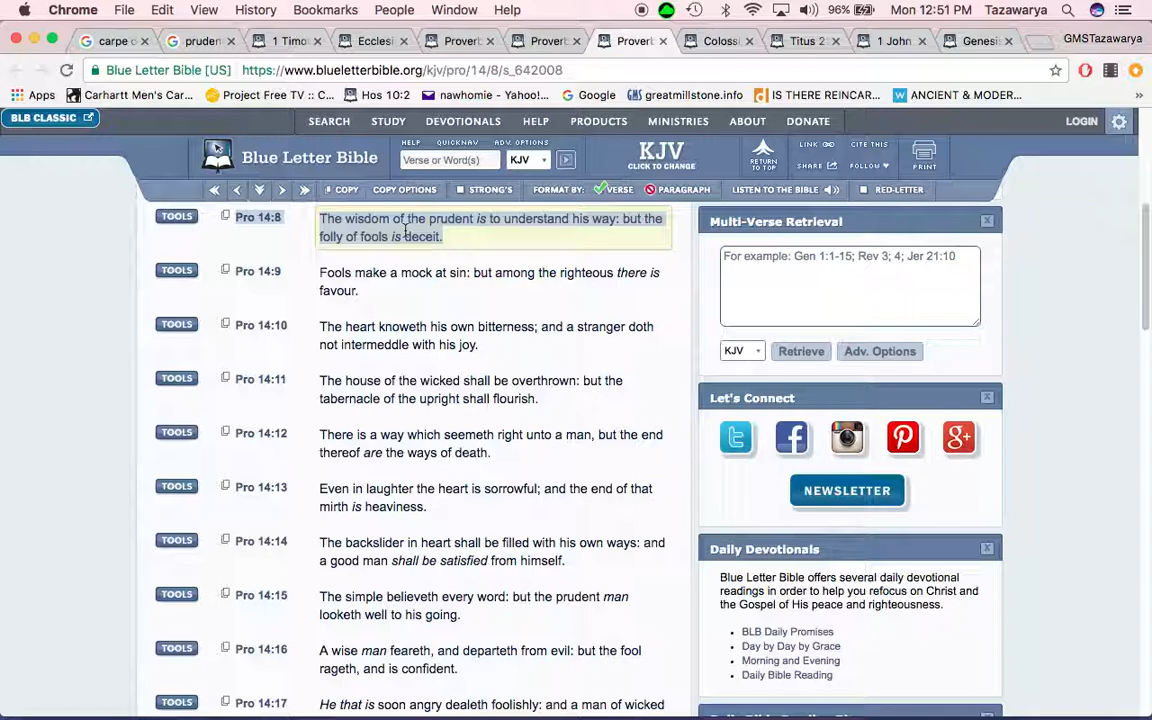 Chrome File Edit View History Bookmarks People Window Help 96% Mon 12:51 PM Tazawarya
carpe d prudent 1 Timo Ecclesi Proverb Proverb Proverb Coloss Titus 2: 1 John Genesis GMSTazawarya
Blue Letter Bible [US] https://www.blueletterbible.org/kjv/pro/14/8/s_642008
Apps Carhartt Men's Car... Project Free TV :: C... Hos 10:2 nawhomie - Yahoo!... Google GMS greatmillstone.info IS THERE REINCAR... ANCIENT & MODER... »
BLB CLASSIC SEARCH STUDY DEVOTIONALS HELP PRODUCTS MINISTRIES ABOUT DONATE LOGIN
Blue Letter Bible
HELP QUICKNAV ADV. OPTIONS
Verse or Word(s) KJV
KJV
CLICK TO CHANGE
RETURN
TO TOP
LINK CITE THIS
SHARE FOLLOW
PRINT
COPY COPY OPTIONS STRONG'S FORMAT BY: VERSE PARAGRAPH LISTEN TO THE BIBLE RED-LETTER
TOOLS Pro 14:8 The wisdom of the prudent is to understand his way: but the
folly of fools is deceit.
TOOLS Pro 14:9 Fools make a mock at sin: but among the righteous there is
favour.
TOOLS Pro 14:10 The heart knoweth his own bitterness; and a stranger doth
not intermeddle with his joy.
TOOLS Pro 14:11 The house of the wicked shall be overthrown: but the
tabernacle of the upright shall flourish.
TOOLS Pro 14:12 There is a way which seemeth right unto a man, but the end
thereof are the ways of death.
TOOLS Pro 14:13 Even in laughter the heart is sorrowful; and the end of that
mirth is heaviness.
TOOLS Pro 14:14 The backslider in heart shall be filled with his own ways: and
a good man shall be satisfied from himself.
TOOLS Pro 14:15 The simple believeth every word: but the prudent man
looketh well to his going.
TOOLS Pro 14:16 A wise man feareth, and departeth from evil: but the fool
rageth, and is confident.
TOOLS Pro 14:17 He that is soon angry dealeth foolishly: and a man of wicked
Multi-Verse Retrieval
For example: Gen 1:1-15; Rev 3; 4; Jer 21:10
KJV Retrieve Adv. Options
Let's Connect
NEWSLETTER
Daily Devotionals
Blue Letter Bible offers several daily devotional
readings in order to help you refocus on Christ and
the Gospel of His peace and righteousness.
BLB Daily Promises
Day by Day by Grace
Morning and Evening
Daily Bible Reading